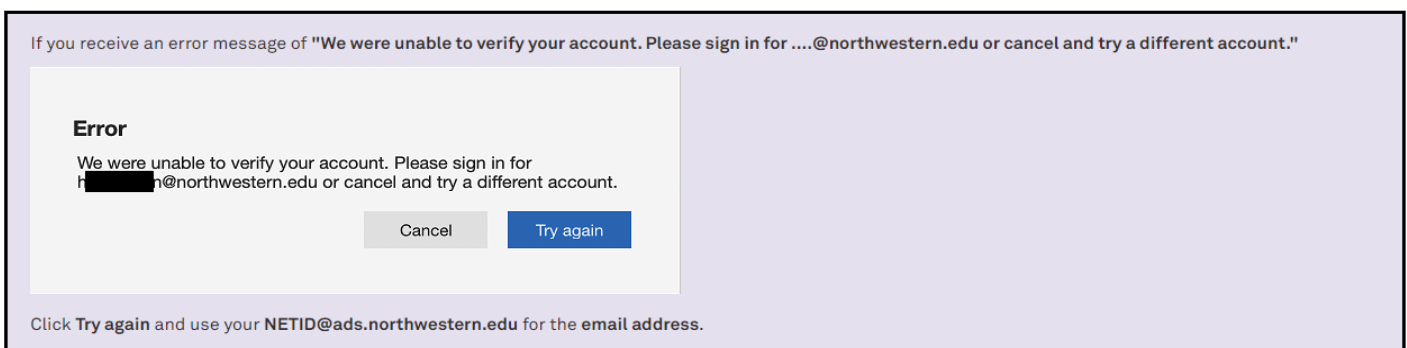 If you receive an error message of "We were unable to verify your account. Please sign in for ....@northwestern.edu or cancel and try a different account."
Error
We were unable to verify your account. Please sign in for
h n@northwestern.edu or cancel and try a different account.
Cancel Try again
Click Try again and use your NETID@ads.northwestern.edu for the email address.